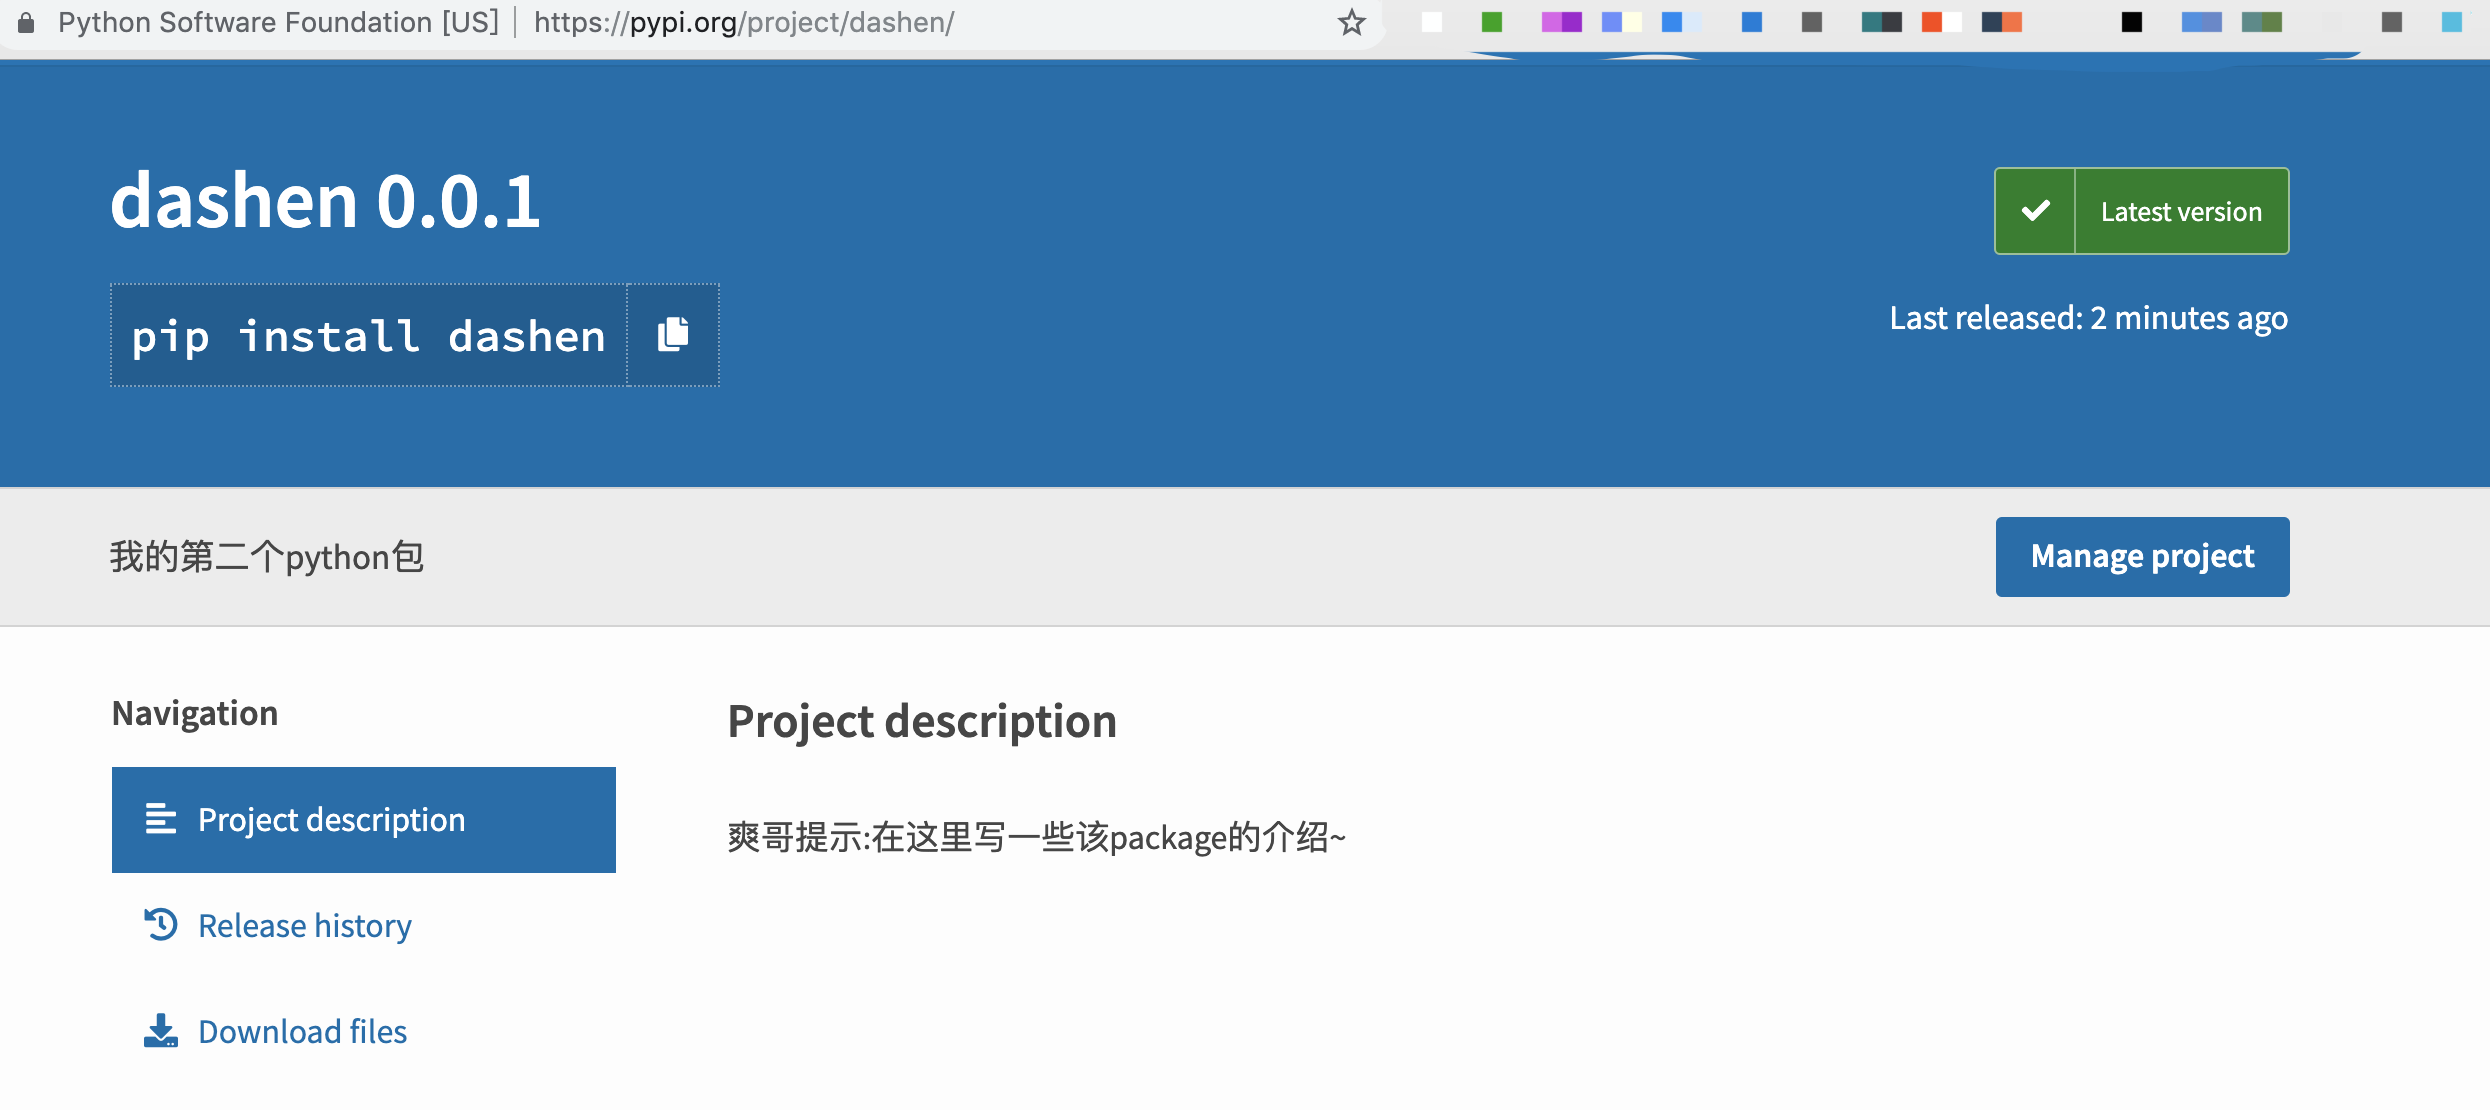 Python Software Foundation [US] | https://pypi.org/project/dashen/
dashen 0.0.1
Latest version
pip install dashen
Last released: 2 minutes ago
我的第二个python包
Manage project
Navigation
Project description
Release history
Download files
Project description
爽哥提示:在这里写一些该package的介绍~